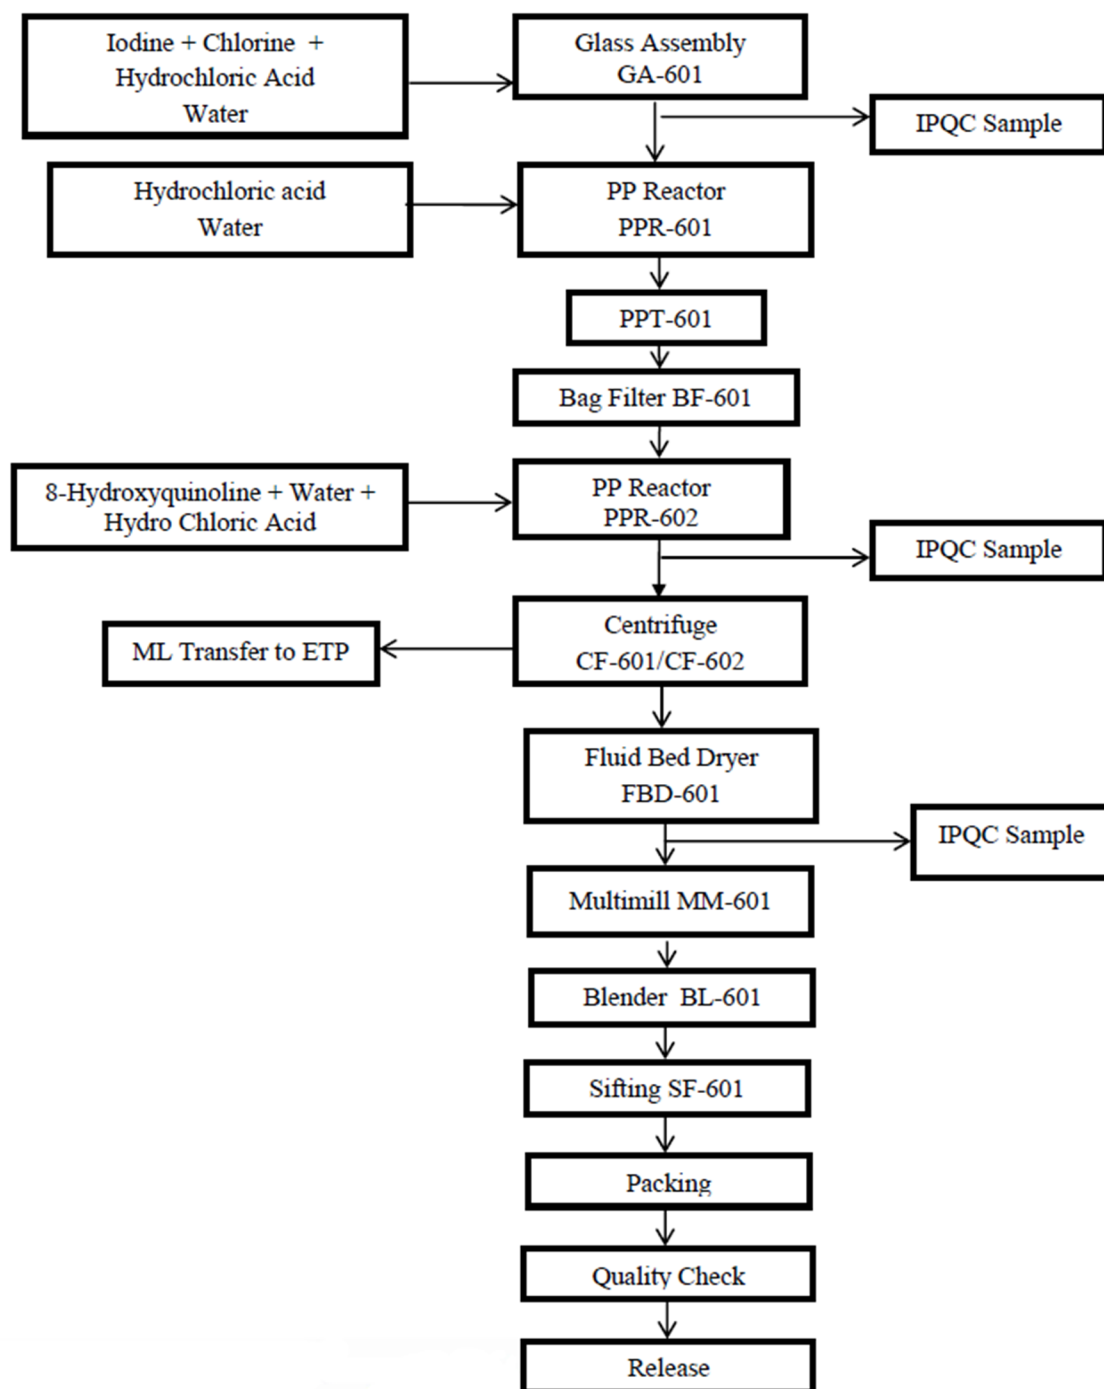 Iodine + Chlorine +
Hydrochloric Acid
Water
Glass Assembly
GA-601
IPQC Sample
Hydrochloric acid
Water
PP Reactor
PPR-601
PPT-601
Bag Filter BF-601
8-Hydroxyquinoline + Water +
Hydro Chloric Acid
PP Reactor
PPR-602
IPQC Sample
Centrifuge
CF-601/CF-602
ML Transfer to ETP
Fluid Bed Dryer
FBD-601
IPQC Sample
Multimill MM-601
Blender BL-601
Sifting SF-601
Packing
Quality Check
Release